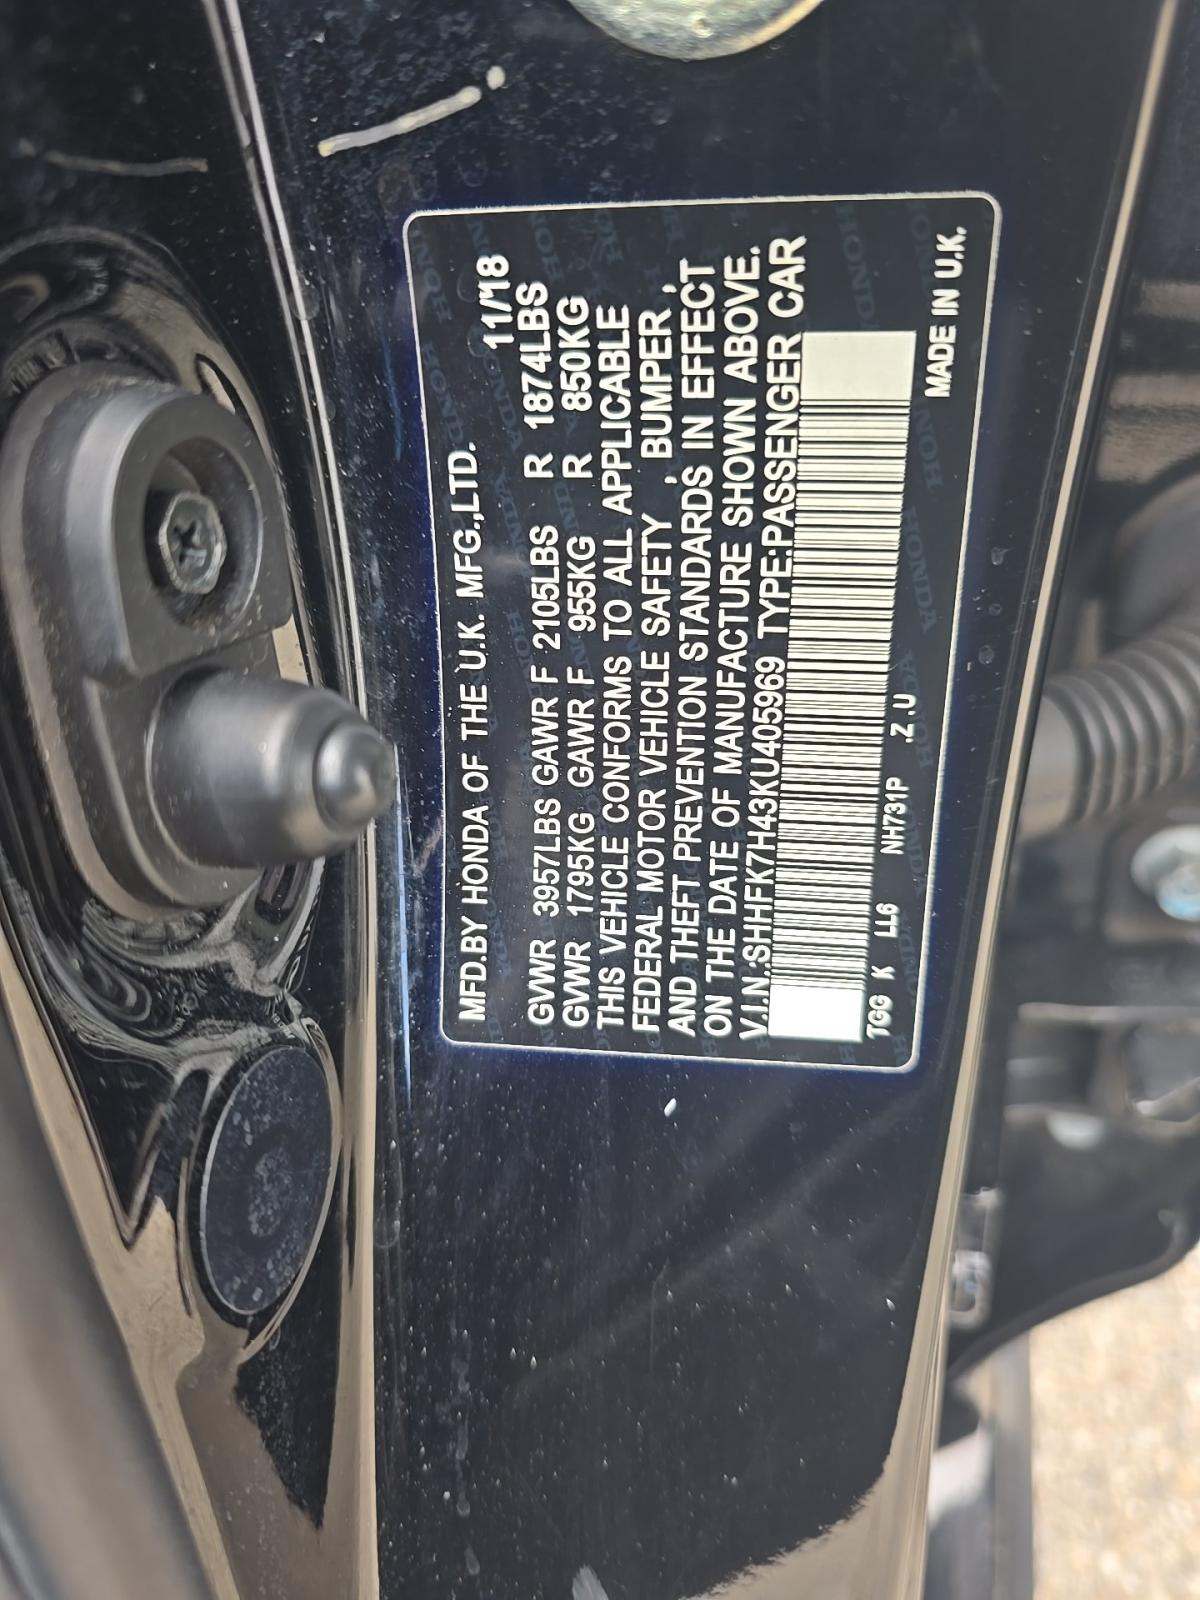 MFD.BY HONDA OF THE U.K. MFG.,LTD. 11/18
GVWR 3957LBS GAWR F 2105LBS R 1874LBS
GVWR 1795KG GAWR F 955KG R 850KG
THIS VEHICLE CONFORMS TO ALL APPLICABLE
FEDERAL MOTOR VEHICLE SAFETY , BUMPER ,
AND THEFT PREVENTION STANDARDS IN EFFECT
ON THE DATE OF MANUFACTURE SHOWN ABOVE.
V.I.N.:SHHFK7H43KU405969 TYPE:PASSENGER CAR
TGG K LL6 NH731P .Z.U
MADE IN U.K.